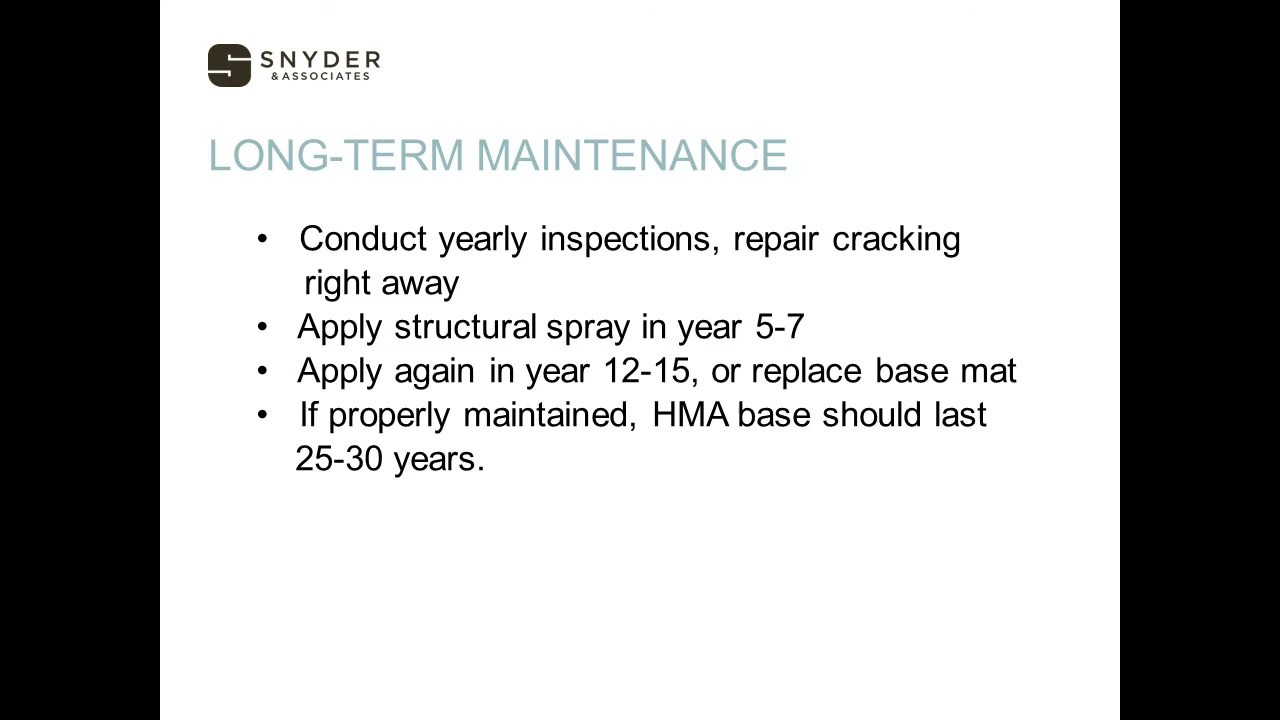 SNYDER
& ASSOCIATES
LONG-TERM MAINTENANCE
• Conduct yearly inspections, repair cracking
right away
• Apply structural spray in year 5-7
• Apply again in year 12-15, or replace base mat
• If properly maintained, HMA base should last
25-30 years.